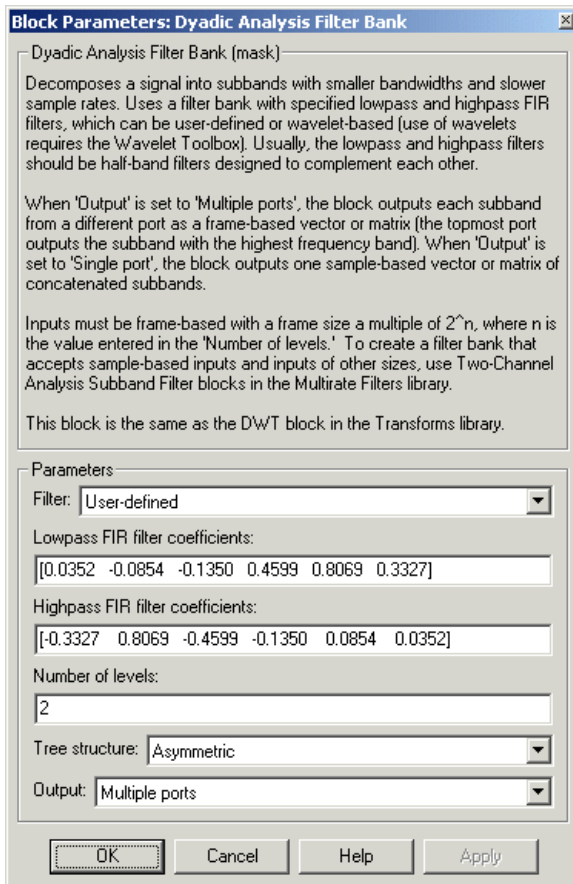 Block Parameters: Dyadic Analysis Filter Bank
Dyadic Analysis Filter Bank (mask)
Decomposes a signal into subbands with smaller bandwidths and slower
sample rates. Uses a filter bank with specified lowpass and highpass FIR
filters, which can be user-defined or wavelet-based (use of wavelets
requires the Wavelet Toolbox). Usually, the lowpass and highpass filters
should be half-band filters designed to complement each other.
When 'Output' is set to 'Multiple ports', the block outputs each subband
from a different port as a frame-based vector or matrix (the topmost port
outputs the subband with the highest frequency band). When 'Output' is
set to 'Single port', the block outputs one sample-based vector or matrix of
concatenated subbands.
Inputs must be frame-based with a frame size a multiple of 2^n, where n is
the value entered in the 'Number of levels.' To create a filter bank that
accepts sample-based inputs and inputs of other sizes, use Two-Channel
Analysis Subband Filter blocks in the Multirate Filters library.
This block is the same as the DWT block in the Transforms library.
Parameters
Filter: User-defined
Lowpass FIR filter coefficients:
[0.0352 -0.0854 -0.1350 0.4599 0.8069 0.3327]
Highpass FIR filter coefficients:
[-0.3327 0.8069 -0.4599 -0.1350 0.0854 0.0352]
Number of levels:
2
Tree structure: Asymmetric
Output: Multiple ports
OK Cancel Help Apply